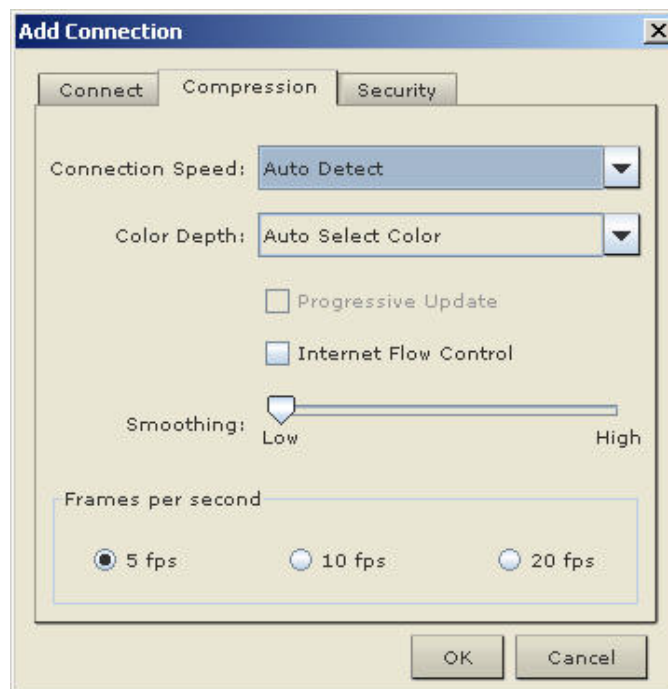 Add Connection
Connect Compression Security
Connection Speed: Auto Detect
Color Depth: Auto Select Color
Progressive Update
Internet Flow Control
Smoothing:
Low High
Frames per second
5 fps 10 fps 20 fps
OK Cancel